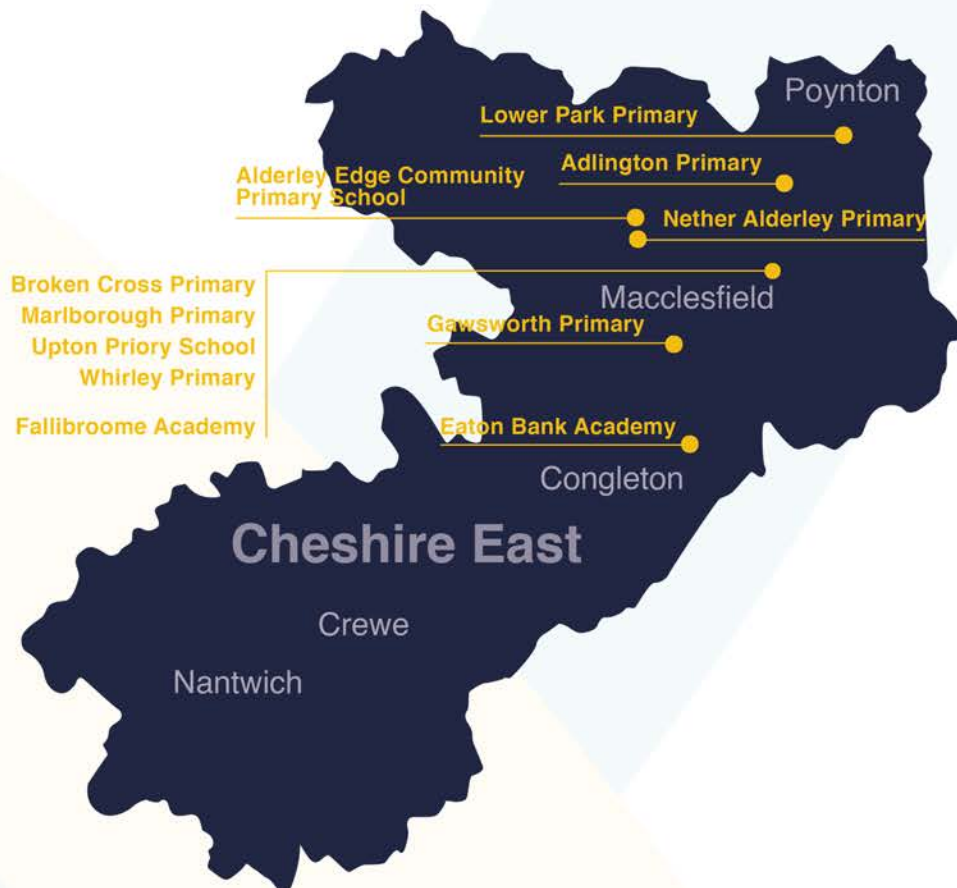 Poynton
Lower Park Primary
Adlington Primary
Alderley Edge Community
Primary School
Nether Alderley Primary
Broken Cross Primary
Marlborough Primary
Upton Priory School
Whirley Primary
Fallibroome Academy
Macclesfield
Gawsworth Primary
Eaton Bank Academy
Congleton
Cheshire East
Crewe
Nantwich